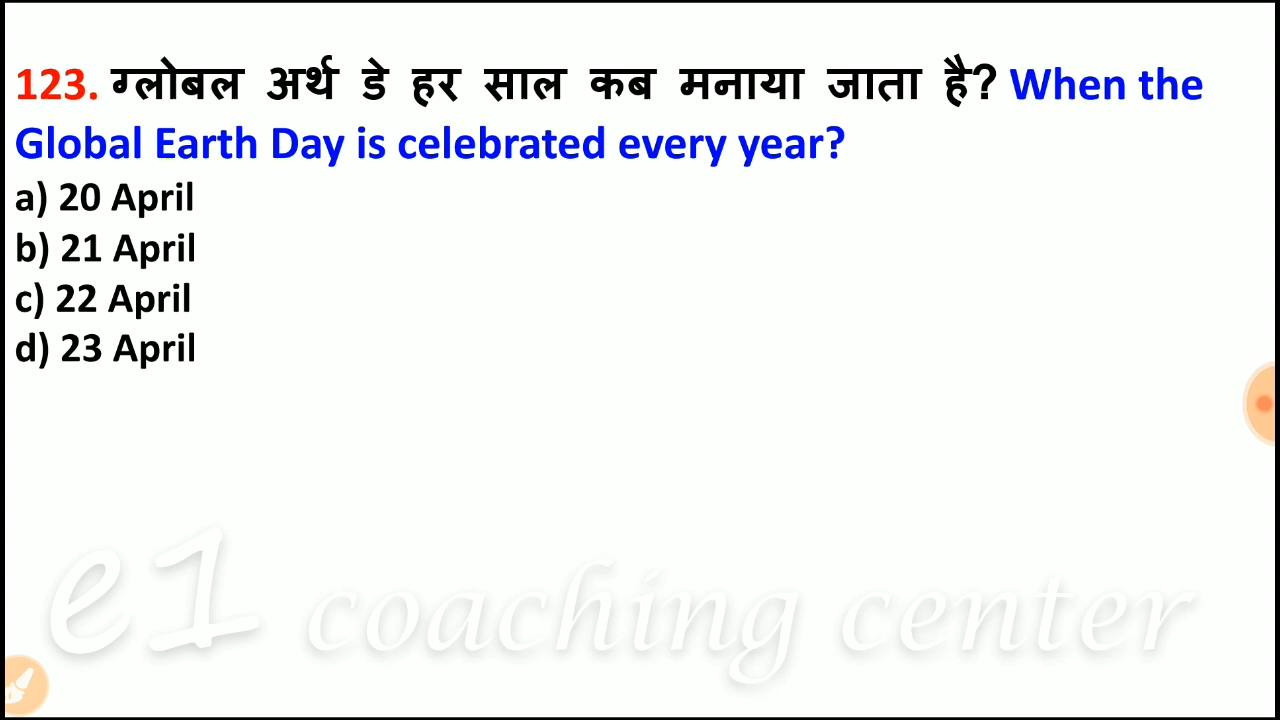 123. ग्लोबल अर्थ डे हर साल कब मनाया जाता है? When the
Global Earth Day is celebrated every year?
a) 20 April
b) 21 April
c) 22 April
d) 23 April
e1 coaching center